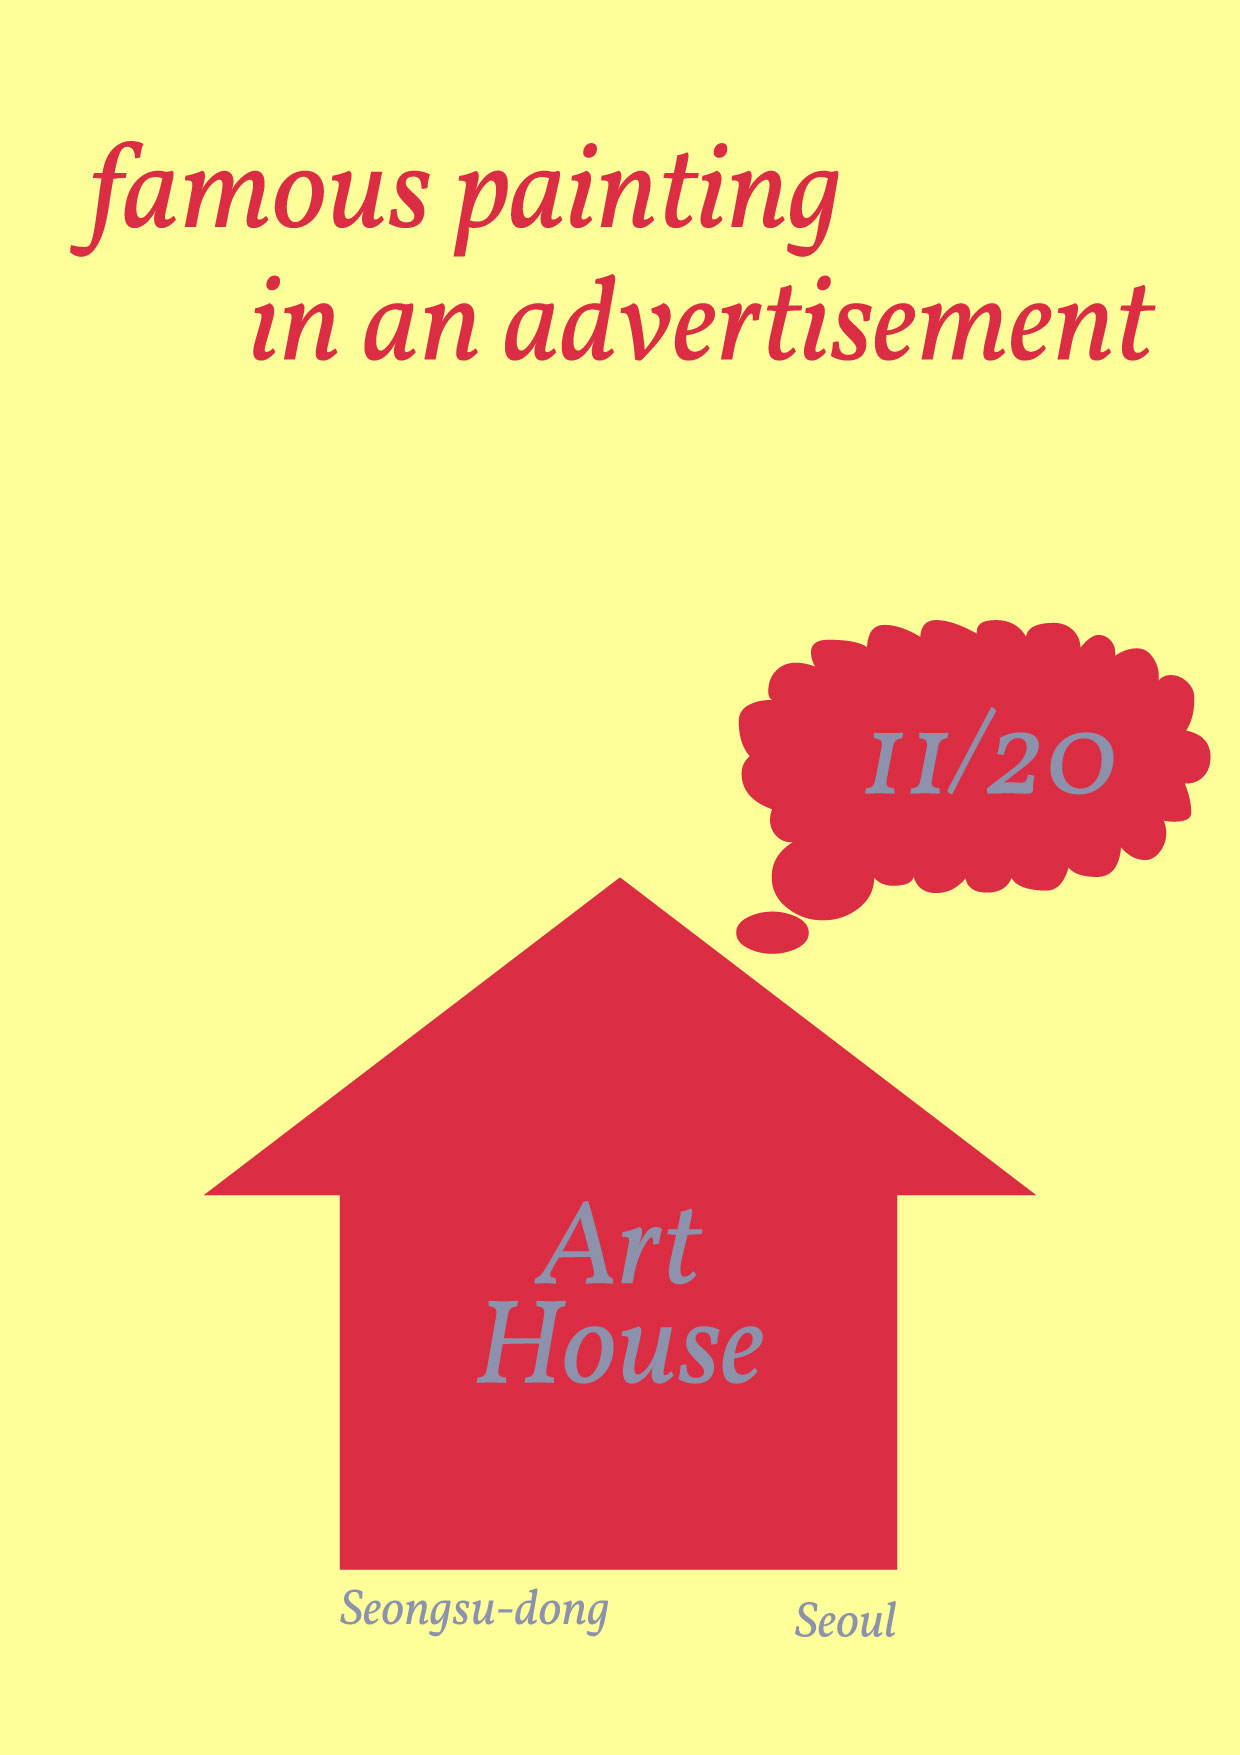 famous painting
in an advertisement
11/20
Art
House
Seongsu-dong
Seoul